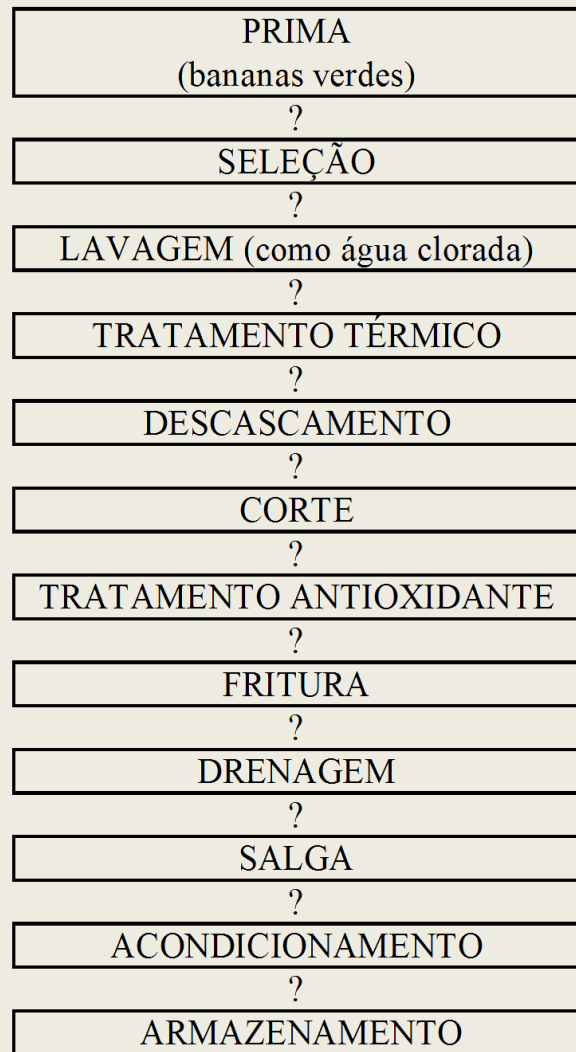 PRIMA
(bananas verdes)
?
SELEÇÃO
?
LAVAGEM (como água clorada)
?
TRATAMENTO TÉRMICO
?
DESCASCAMENTO
?
CORTE
?
TRATAMENTO ANTIOXIDANTE
?
FRITURA
?
DRENAGEM
?
SALGA
?
ACONDICIONAMENTO
?
ARMAZENAMENTO